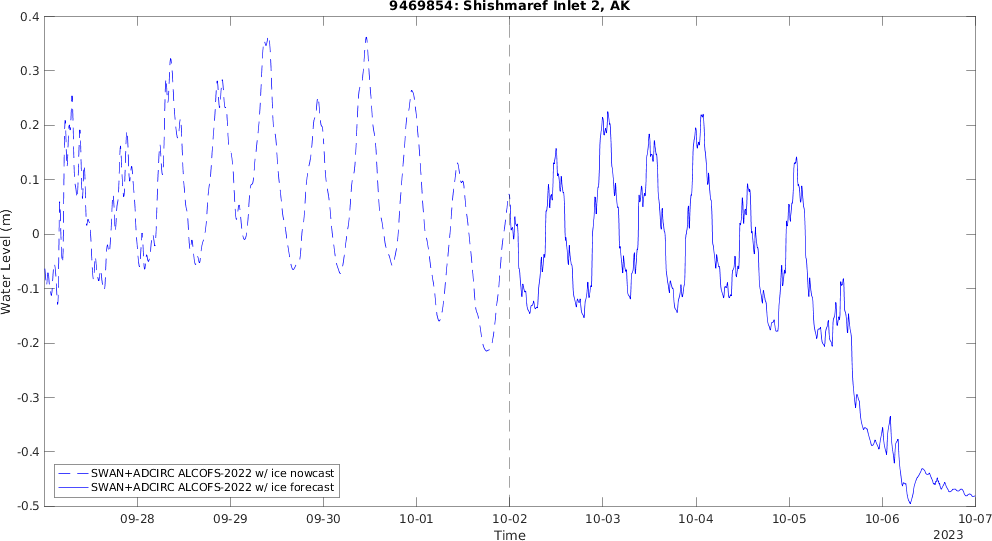 9469854: Shishmaref Inlet 2, AK
Water Level (m)
0.4
0.3
0.2
0.1
0
-0.1
-0.2
-0.3
-0.4
-0.5
SWAN+ADCIRC ALCOFS-2022 w/ ice nowcast
SWAN+ADCIRC ALCOFS-2022 w/ ice forecast
09-28 09-29 09-30 10-01 10-02 10-03 10-04 10-05 10-06 10-07
Time
2023